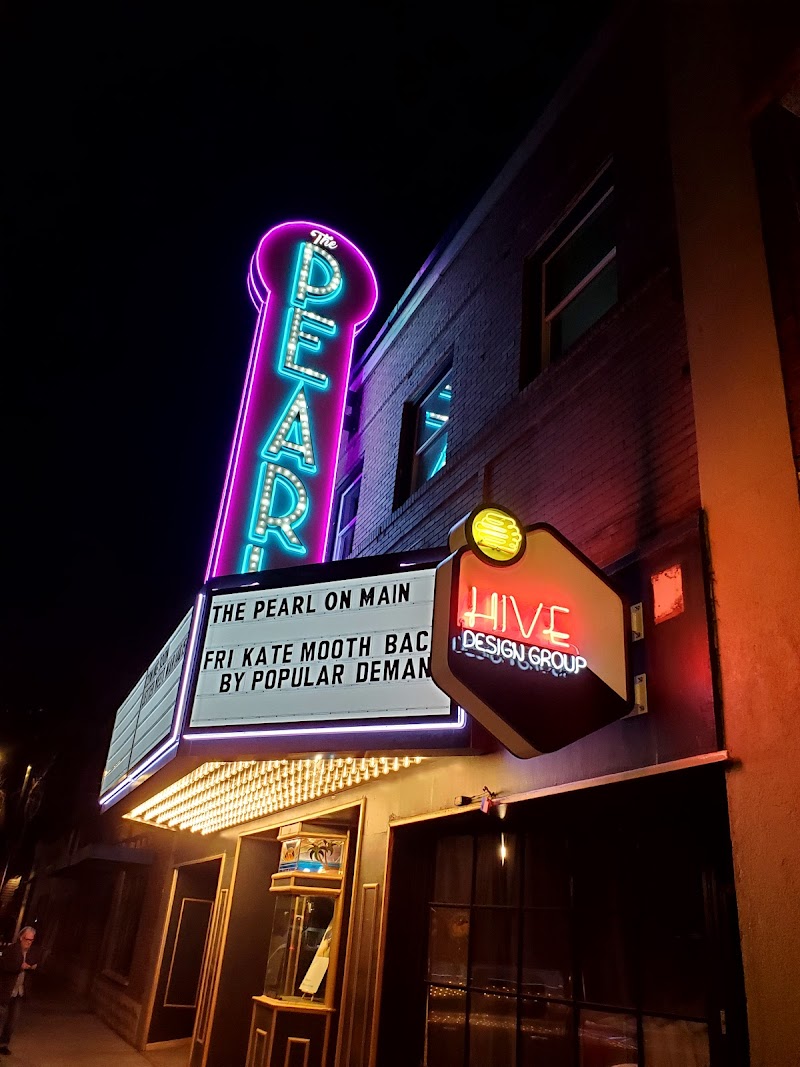 The
PEARL
THE PEARL ON MAIN
FRI KATE MOOTH BAC
BY POPULAR DEMAN
HIVE
DESIGN GROUP